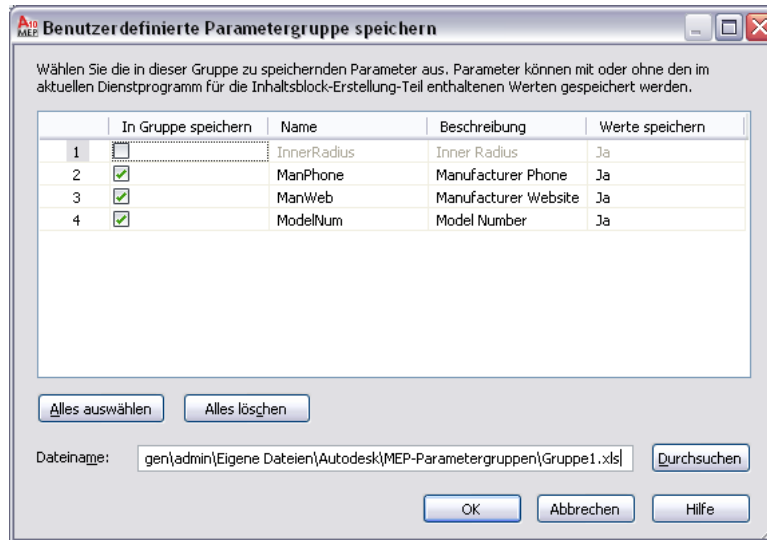 A10 MEP Benutzerdefinierte Parametergruppe speichern
Wählen Sie die in dieser Gruppe zu speichernden Parameter aus. Parameter können mit oder ohne den im
aktuellen Dienstprogramm für die Inhaltsblock-Erstellung-Teil enthaltenen Werten gespeichert werden.
In Gruppe speichern Name Beschreibung Werte speichern
1 InnerRadius Inner Radius Ja
2 ManPhone Manufacturer Phone Ja
3 ManWeb Manufacturer Website Ja
4 ModelNum Model Number Ja
Alles auswählen Alles löschen
Dateiname: gen\admin\Eigene Dateien\Autodesk\MEP-Parametergruppen\Gruppe1.xls Durchsuchen
OK Abbrechen Hilfe